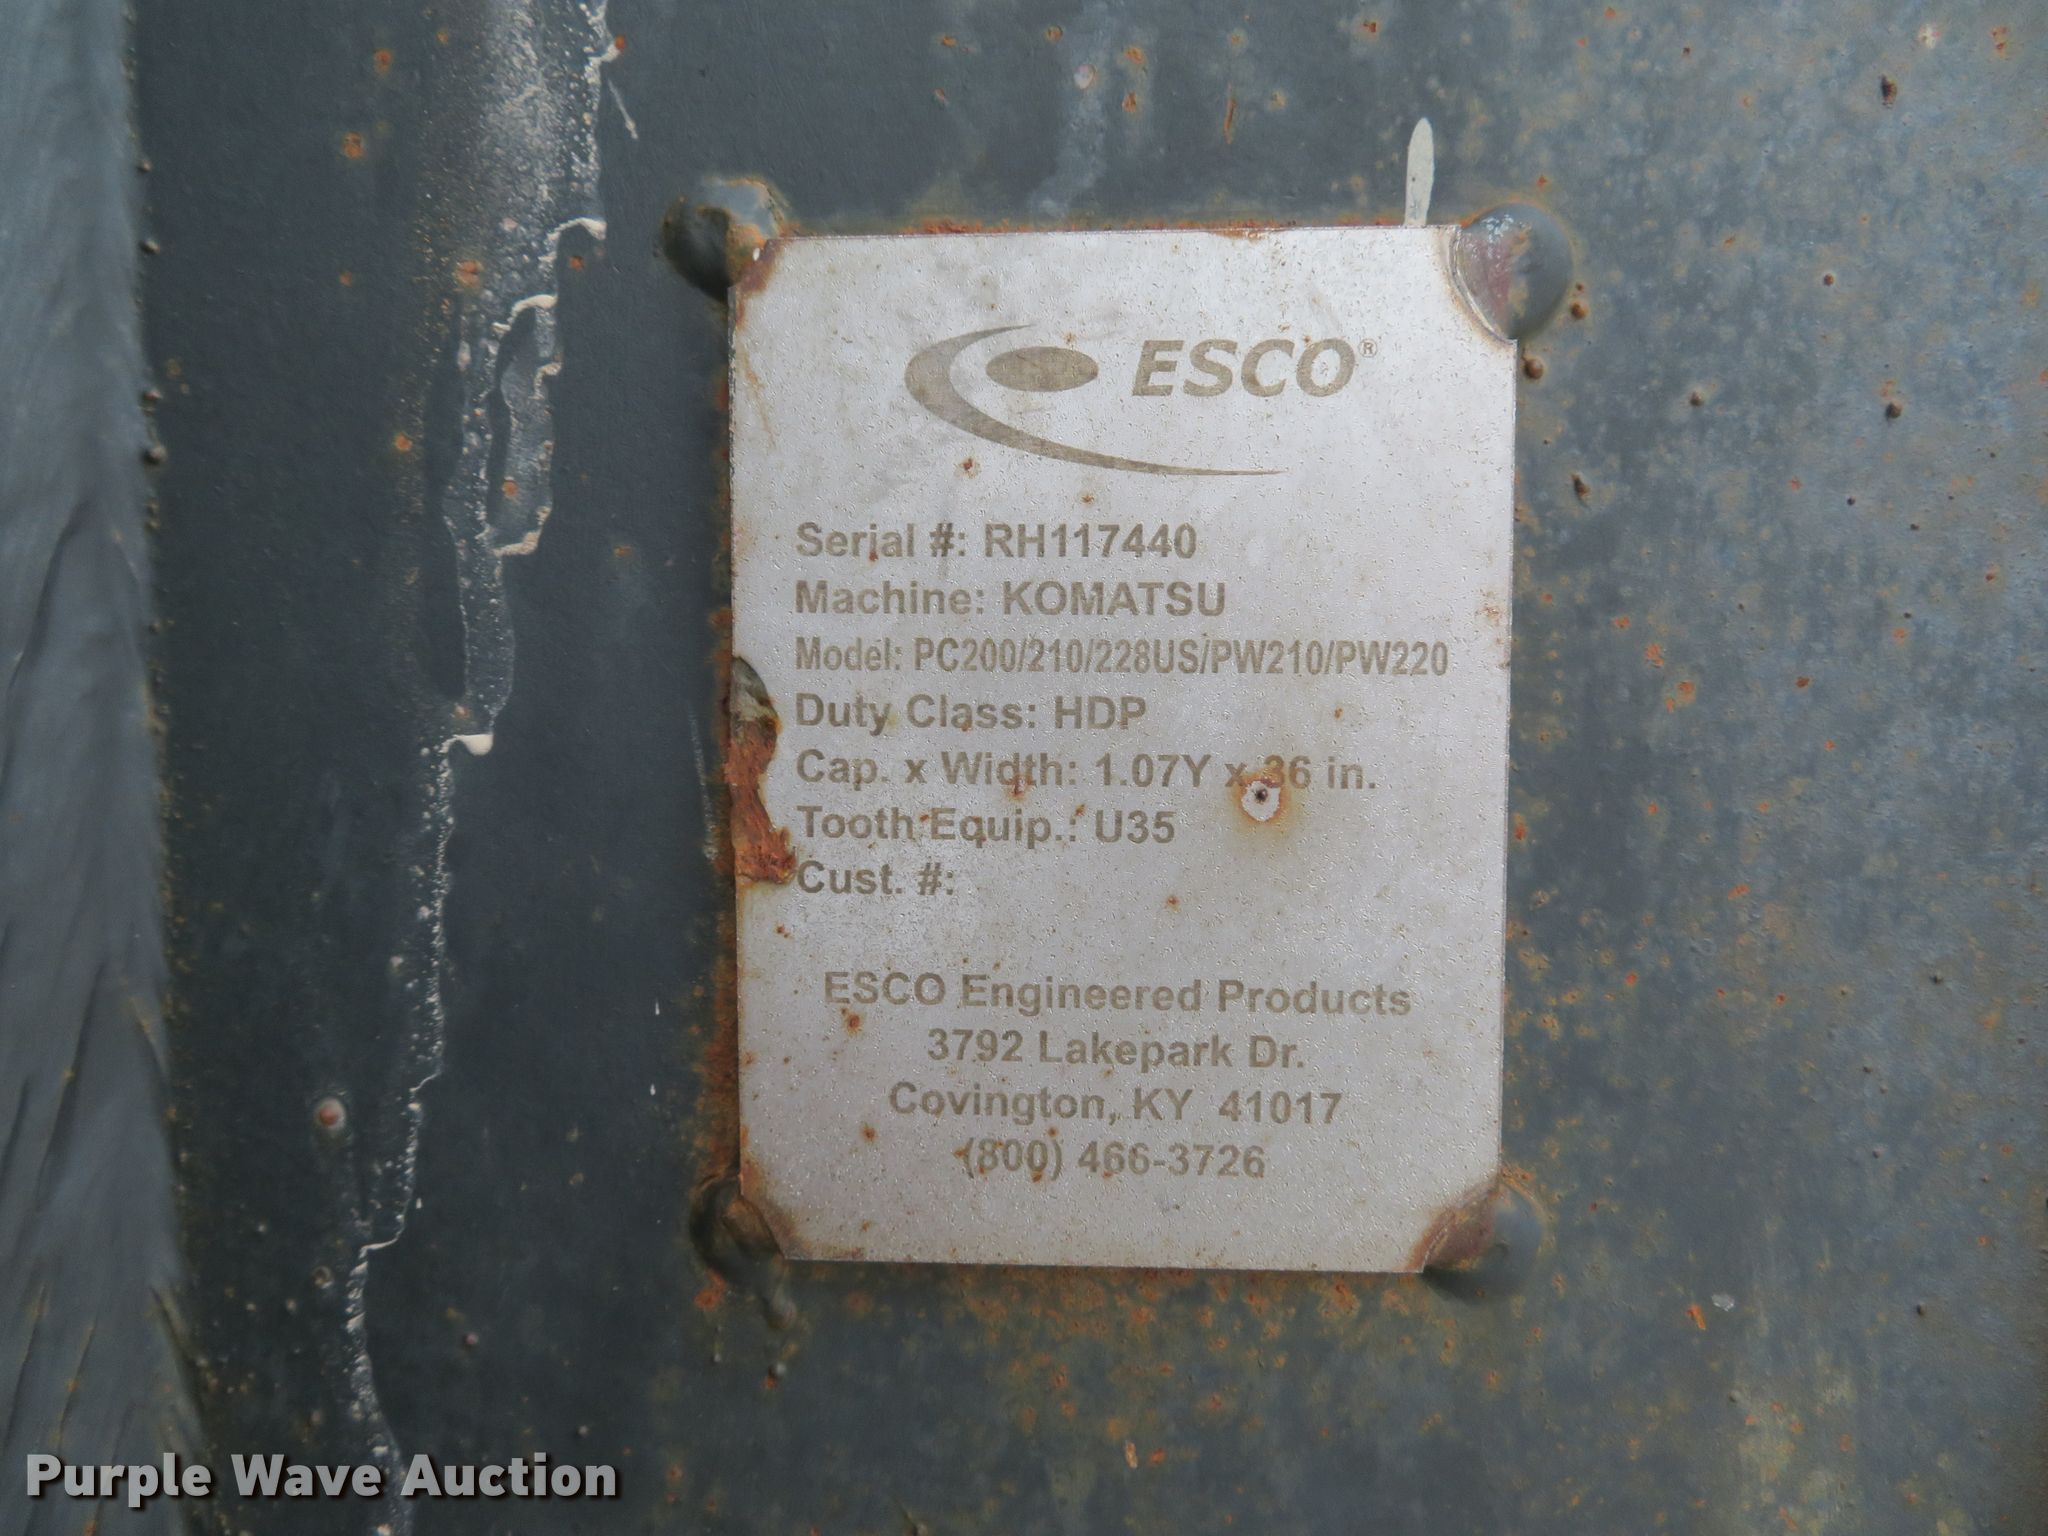 ESCO®
Serial #: RH117440
Machine: KOMATSU
Model: PC200/210/228US/PW210/PW220
Duty Class: HDP
Cap. x Width: 1.07Y x 36 in.
Tooth Equip.: U35
Cust. #:
ESCO Engineered Products
3792 Lakepark Dr.
Covington, KY 41017
(800) 466-3726
Purple Wave Auction